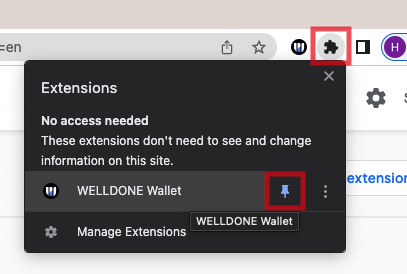 =en
H
Extensions
No access needed
These extensions don't need to see and change
information on this site.
extension
WELLDONE Wallet
WELLDONE Wallet
Manage Extensions